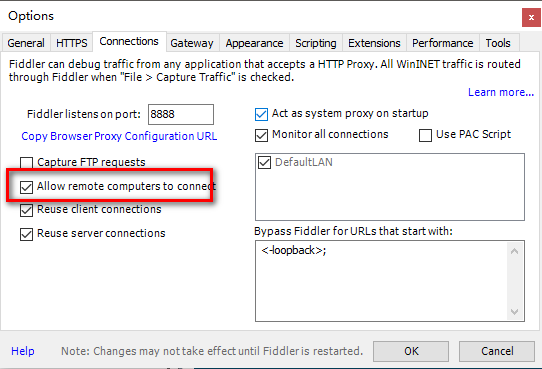 Options
General HTTPS Connections Gateway Appearance Scripting Extensions Performance Tools
Fiddler can debug traffic from any application that accepts a HTTP Proxy. All WinINET traffic is routed
through Fiddler when "File > Capture Traffic" is checked.
Learn more...
Fiddler listens on port: 8888
Copy Browser Proxy Configuration URL
Capture FTP requests
Allow remote computers to connect
Reuse client connections
Reuse server connections
Act as system proxy on startup
Monitor all connections Use PAC Script
DefaultLAN
Bypass Fiddler for URLs that start with:
<-loopback>;
Help Note: Changes may not take effect until Fiddler is restarted. OK Cancel